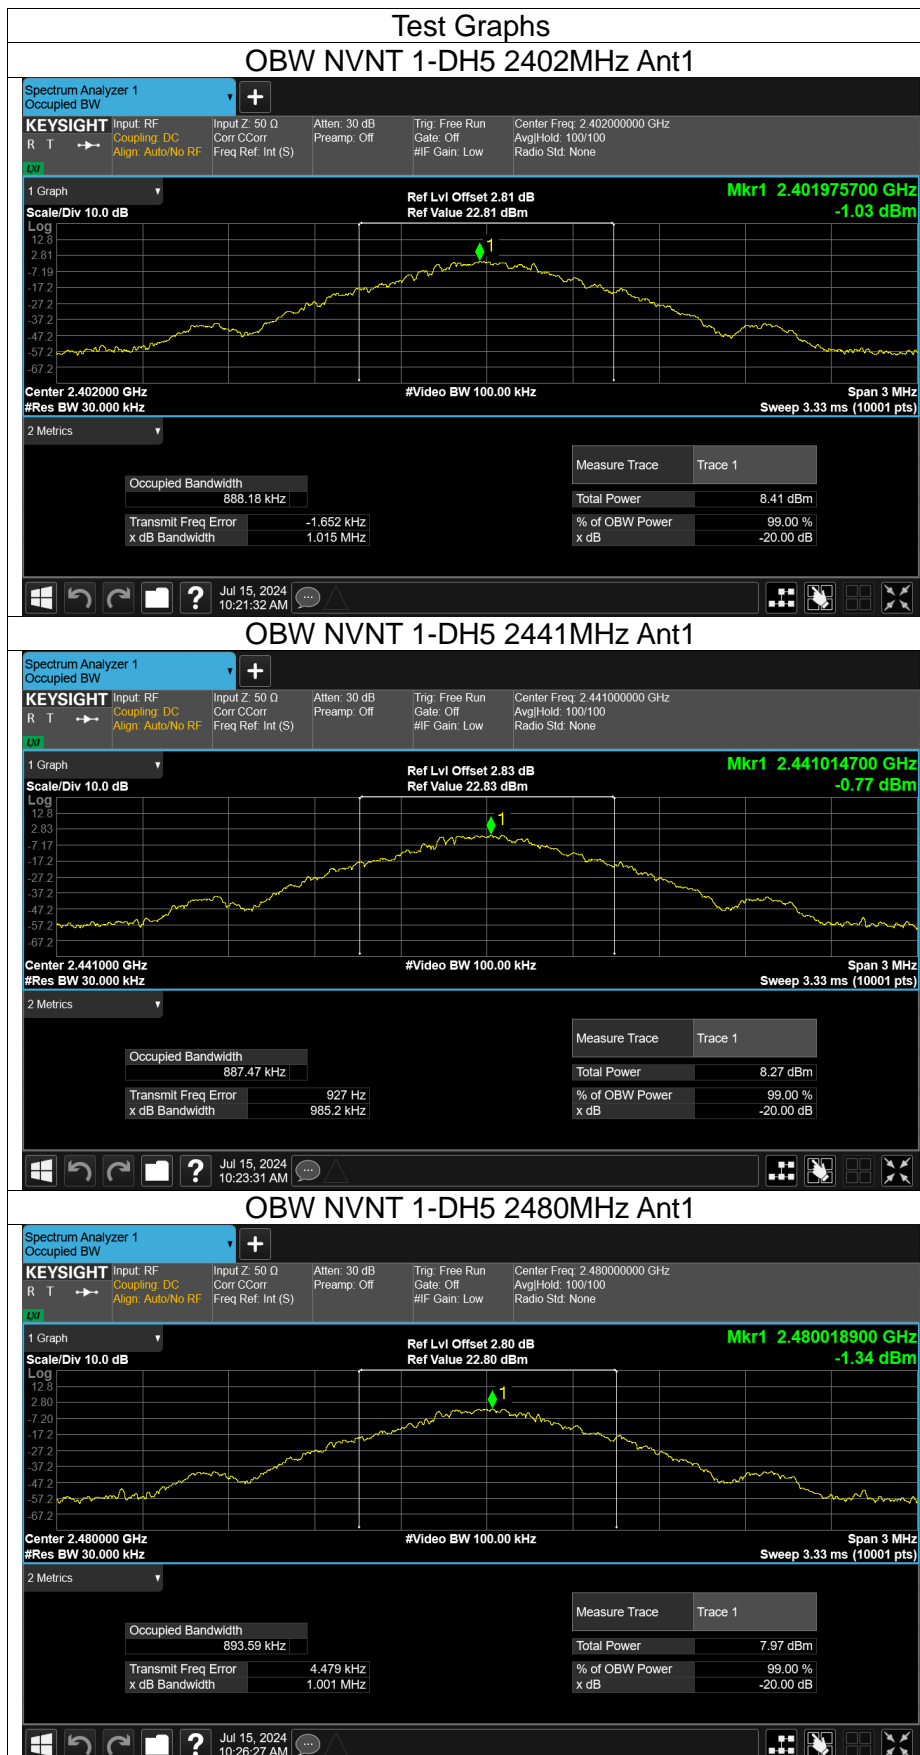 Test Graphs
OBW NVNT 1-DH5 2402MHz Ant1
Spectrum Analyzer 1
Occupied BW
KEYSIGHT Input: RF Input Z: 50 Ω Atten: 30 dB Trig: Free Run Center Freq: 2.402000000 GHz
R T Coupling: DC Corr CCorr Preamp: Off Gate: Off Avg|Hold: 100/100
Align: Auto/No RF Freq Ref: Int (S) #IF Gain: Low Radio Std: None
LXI
1 Graph Ref Lvl Offset 2.81 dB Mkr1 2.401975700 GHz
Scale/Div 10.0 dB Ref Value 22.81 dBm -1.03 dBm
Log
1
12.8
2.81
-7.19
-17.2
-27.2
-37.2
-47.2
-57.2
-67.2
Center 2.402000 GHz #Video BW 100.00 kHz Span 3 MHz
#Res BW 30.000 kHz Sweep 3.33 ms (10001 pts)
2 Metrics
Measure Trace Trace 1
Occupied Bandwidth
888.18 kHz Total Power 8.41 dBm
Transmit Freq Error -1.652 kHz % of OBW Power 99.00 %
x dB Bandwidth 1.015 MHz x dB -20.00 dB
? Jul 15, 2024
10:21:32 AM
OBW NVNT 1-DH5 2441MHz Ant1
Spectrum Analyzer 1
Occupied BW
KEYSIGHT Input: RF Input Z: 50 Ω Atten: 30 dB Trig: Free Run Center Freq: 2.441000000 GHz
R T Coupling: DC Corr CCorr Preamp: Off Gate: Off Avg|Hold: 100/100
Align: Auto/No RF Freq Ref: Int (S) #IF Gain: Low Radio Std: None
LXI
1 Graph Ref Lvl Offset 2.83 dB Mkr1 2.441014700 GHz
Scale/Div 10.0 dB Ref Value 22.83 dBm -0.77 dBm
Log
1
12.8
2.83
-7.17
-17.2
-27.2
-37.2
-47.2
-57.2
-67.2
Center 2.441000 GHz #Video BW 100.00 kHz Span 3 MHz
#Res BW 30.000 kHz Sweep 3.33 ms (10001 pts)
2 Metrics
Measure Trace Trace 1
Occupied Bandwidth
887.47 kHz Total Power 8.27 dBm
Transmit Freq Error 927 Hz % of OBW Power 99.00 %
x dB Bandwidth 985.2 kHz x dB -20.00 dB
? Jul 15, 2024
10:23:31 AM
OBW NVNT 1-DH5 2480MHz Ant1
Spectrum Analyzer 1
Occupied BW
KEYSIGHT Input: RF Input Z: 50 Ω Atten: 30 dB Trig: Free Run Center Freq: 2.480000000 GHz
R T Coupling: DC Corr CCorr Preamp: Off Gate: Off Avg|Hold: 100/100
Align: Auto/No RF Freq Ref: Int (S) #IF Gain: Low Radio Std: None
LXI
1 Graph Ref Lvl Offset 2.80 dB Mkr1 2.480018900 GHz
Scale/Div 10.0 dB Ref Value 22.80 dBm -1.34 dBm
Log
1
12.8
2.80
-7.20
-17.2
-27.2
-37.2
-47.2
-57.2
-67.2
Center 2.480000 GHz #Video BW 100.00 kHz Span 3 MHz
#Res BW 30.000 kHz Sweep 3.33 ms (10001 pts)
2 Metrics
Measure Trace Trace 1
Occupied Bandwidth
893.59 kHz Total Power 7.97 dBm
Transmit Freq Error 4.479 kHz % of OBW Power 99.00 %
x dB Bandwidth 1.001 MHz x dB -20.00 dB
? Jul 15, 2024
10:26:27 AM